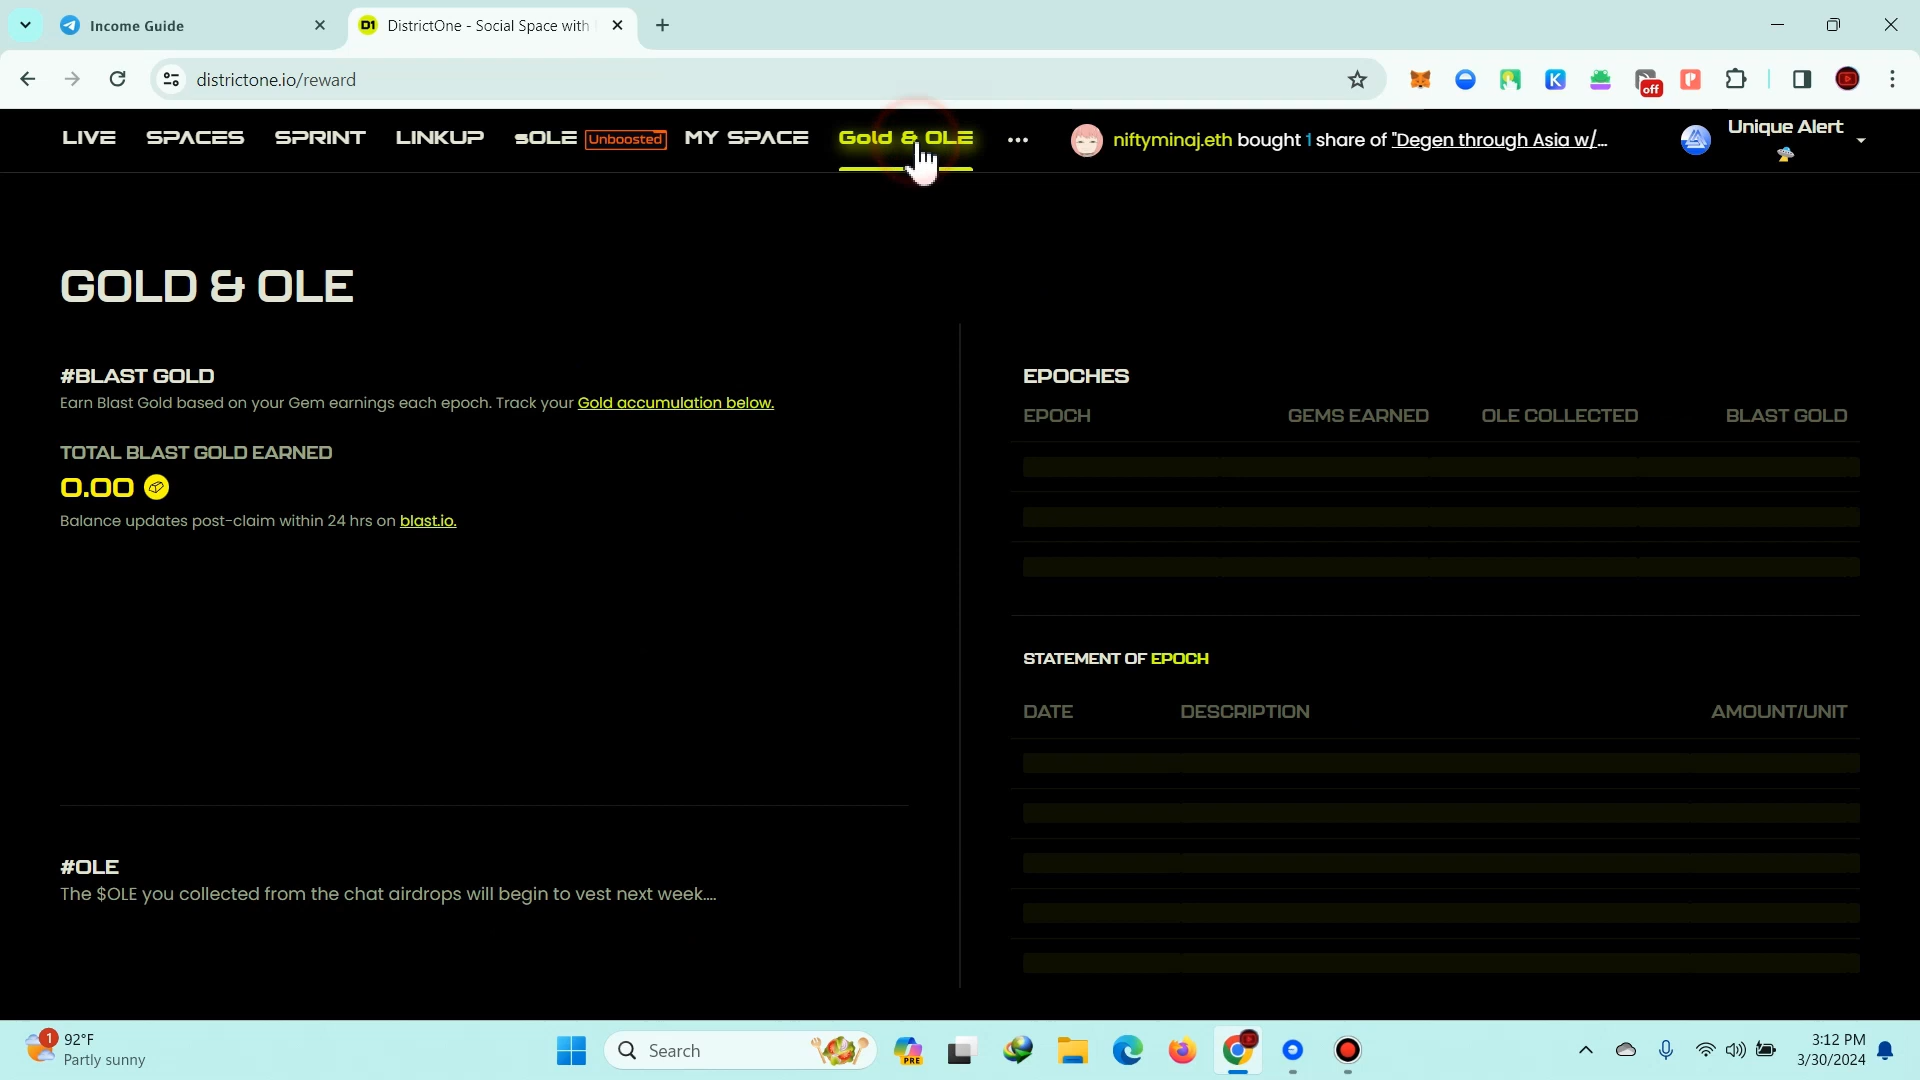 Income Guide
D1 DistrictOne - Social Space with
districtone.io/reward
K
off
LIVE SPACES SPRINT LINKUP sOLE Unboosted MY SPACE Gold & OLE ... niftyminaj.eth bought 1 share of "Degen through Asia w/... Unique Alert
GOLD & OLE
#BLAST GOLD
Earn Blast Gold based on your Gem earnings each epoch. Track your Gold accumulation below.
TOTAL BLAST GOLD EARNED
0.00
Balance updates post-claim within 24 hrs on blast.io.
#OLE
The $OLE you collected from the chat airdrops will begin to vest next week....
EPOCHES
EPOCH GEMS EARNED OLE COLLECTED BLAST GOLD
STATEMENT OF EPOCH
DATE DESCRIPTION AMOUNT/UNIT
1
92°F
Partly sunny
Search
PRE
3:12 PM
3/30/2024